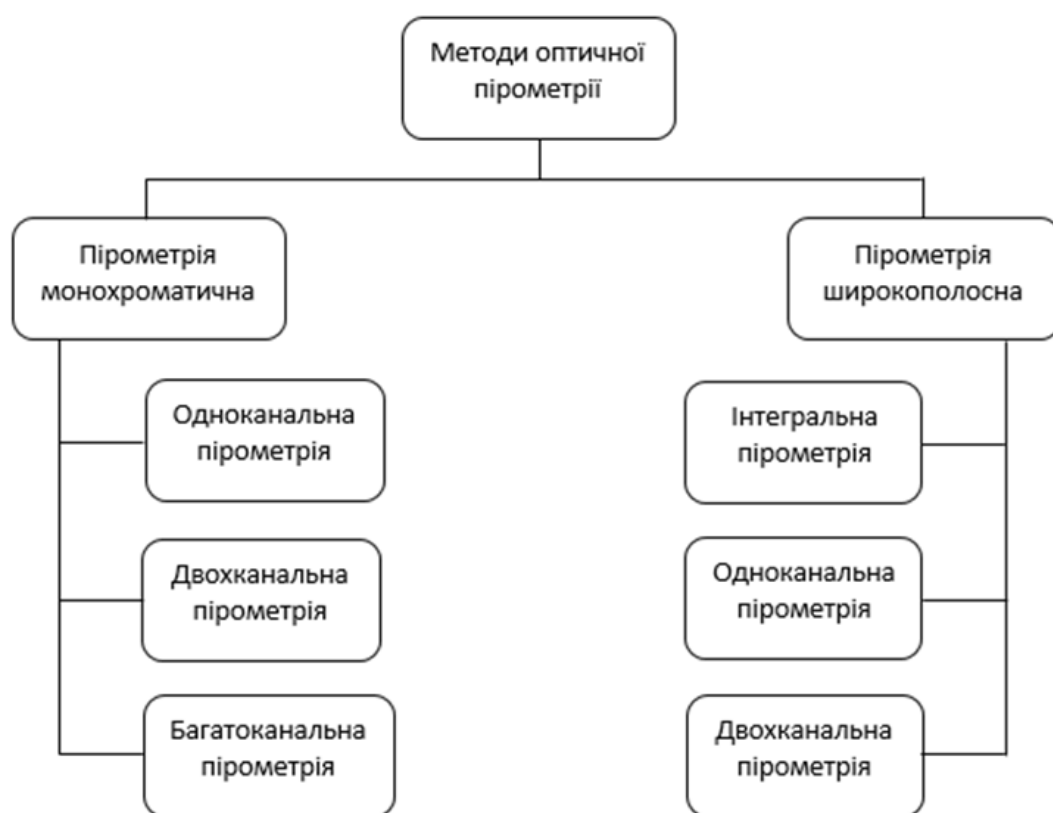 Методи оптичної
пірометрії
Пірометрія
монохроматична
Пірометрія
широкополосна
Одноканальна
пірометрія
Двохканальна
пірометрія
Багатоканальна
пірометрія
Інтегральна
пірометрія
Одноканальна
пірометрія
Двохканальна
пірометрія